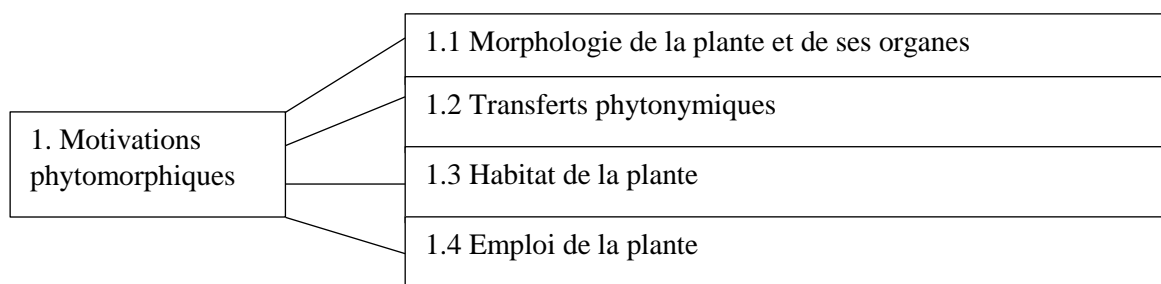 1. Motivations
phytomorphiques
1.1 Morphologie de la plante et de ses organes
1.2 Transferts phytonymiques
1.3 Habitat de la plante
1.4 Emploi de la plante